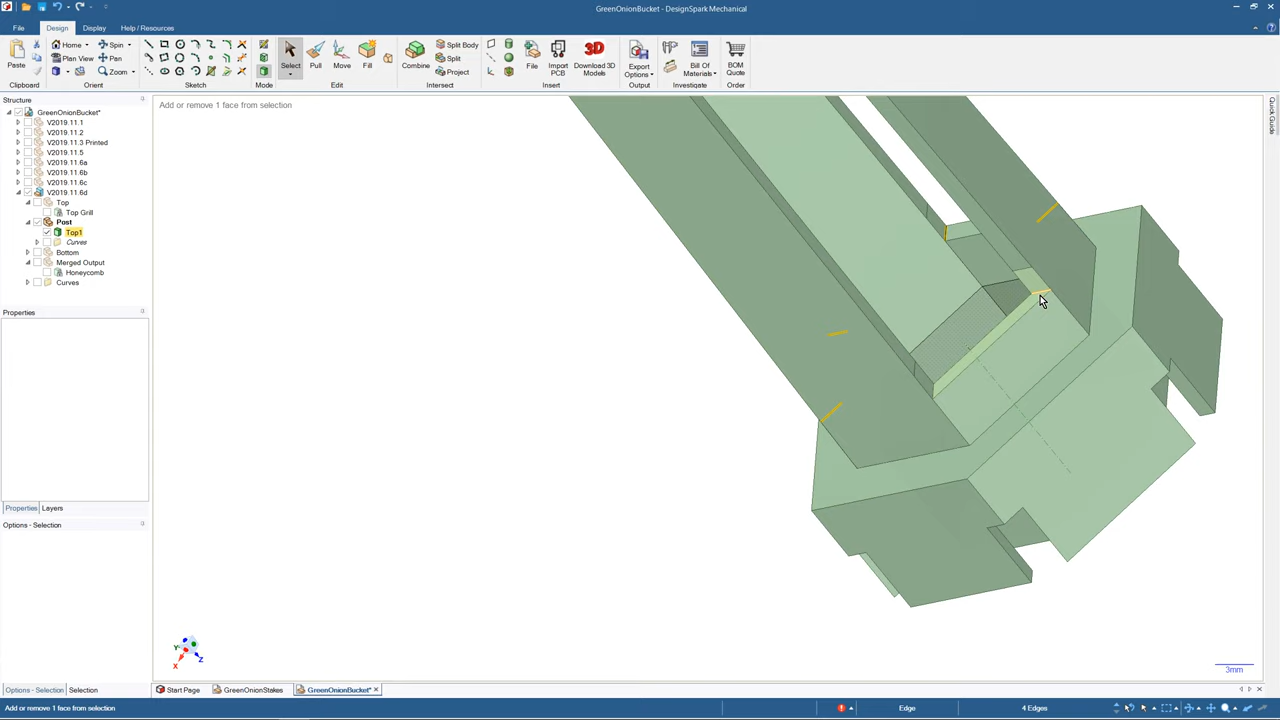 GreenOnionBucket - DesignSpark Mechanical
File Design Display Help / Resources
Home Spin Split Body
Plan View Pan Split
Zoom Project
Paste Select Pull Move Fill Combine File Import PCB Download 3D Models Export Options Bill Of Materials BOM Quote
Clipboard Orient Sketch Mode Edit Intersect Insert Output Investigate Order
Structure
GreenOnionBucket*
V2019.11.1
V2019.11.2
V2019.11.3 Printed
V2019.11.5
V2019.11.6a
V2019.11.6b
V2019.11.6c
V2019.11.6d
Top
Top Grill
Post
Top1
Curves
Bottom
Merged Output
Honeycomb
Curves
Properties
Properties Layers
Options - Selection
Options - Selection Selection
Add or remove 1 face from selection
Quick Guide
3D
X
Y
Z
3mm
Start Page GreenOnionStakes GreenOnionBucket*
Add or remove 1 face from selection Edge 4 Edges